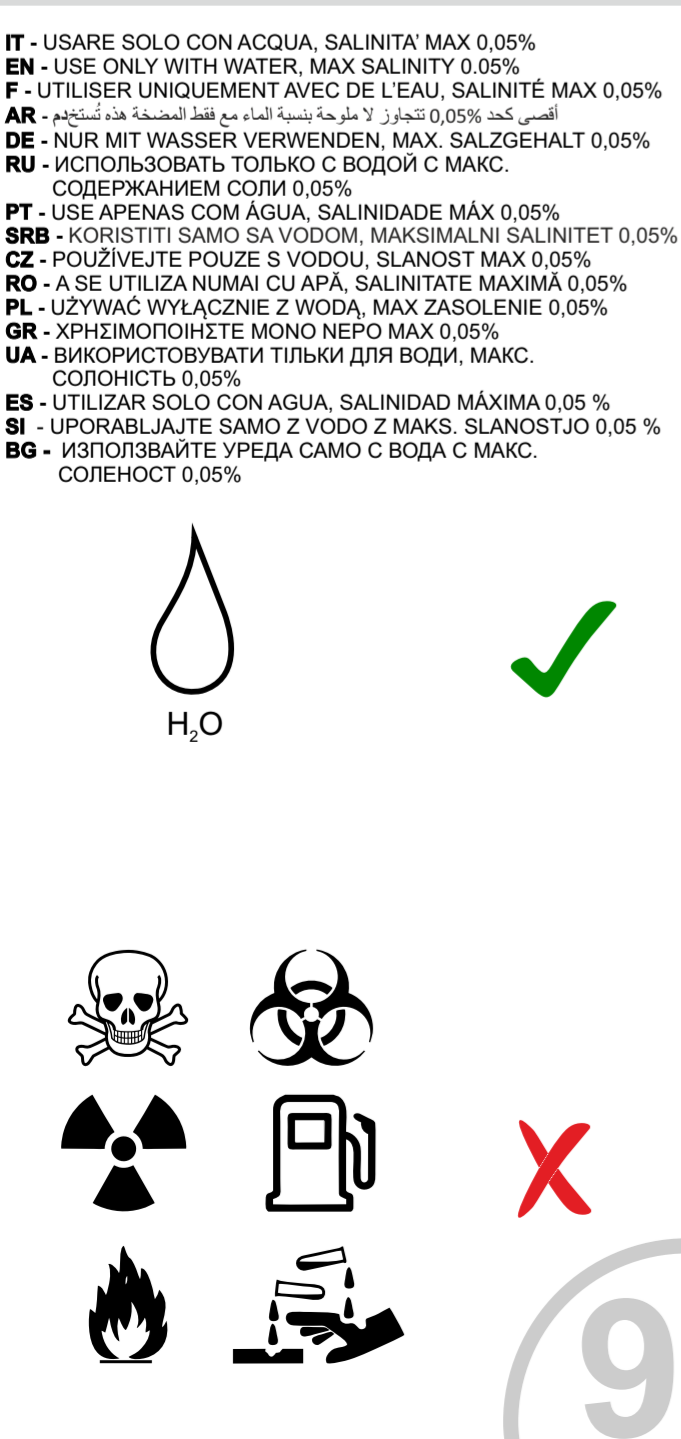 IT - USARE SOLO CON ACQUA, SALINITA’ MAX 0,05%
EN - USE ONLY WITH WATER, MAX SALINITY 0.05%
F - UTILISER UNIQUEMENT AVEC DE L’EAU, SALINITÉ MAX 0,05%
AR - أقصى كحد 0,05% تتجاوز لا ملوحة بنسبة الماء مع فقط المضخة هذه تُستخدم
DE - NUR MIT WASSER VERWENDEN, MAX. SALZGEHALT 0,05%
RU - ИСПОЛЬЗОВАТЬ ТОЛЬКО С ВОДОЙ С МАКС.
СОДЕРЖАНИЕМ СОЛИ 0,05%
PT - USE APENAS COM ÁGUA, SALINIDADE MÁX 0,05%
SRB - KORISTITI SAMO SA VODOM, MAKSIMALNI SALINITET 0,05%
CZ - POUŽÍVEJTE POUZE S VODOU, SLANOST MAX 0,05%
RO - A SE UTILIZA NUMAI CU APĂ, SALINITATE MAXIMĂ 0,05%
PL - UŻYWAĆ WYŁĄCZNIE Z WODĄ, MAX ZASOLENIE 0,05%
GR - ΧΡΗΣΙΜΟΠΟΙΗΣΤΕ ΜΟΝΟ ΝΕΡΟ MAX 0,05%
UA - ВИКОРИСТОВУВАТИ ТІЛЬКИ ДЛЯ ВОДИ, МАКС.
СОЛОНІСТЬ 0,05%
ES - UTILIZAR SOLO CON AGUA, SALINIDAD MÁXIMA 0,05 %
SI - UPORABLJAJTE SAMO Z VODO Z MAKS. SLANOSTJO 0,05 %
BG - ИЗПОЛЗВАЙТЕ УРЕДА САМО С ВОДА С МАКС.
СОЛЕНОСТ 0,05%
H₂O
9